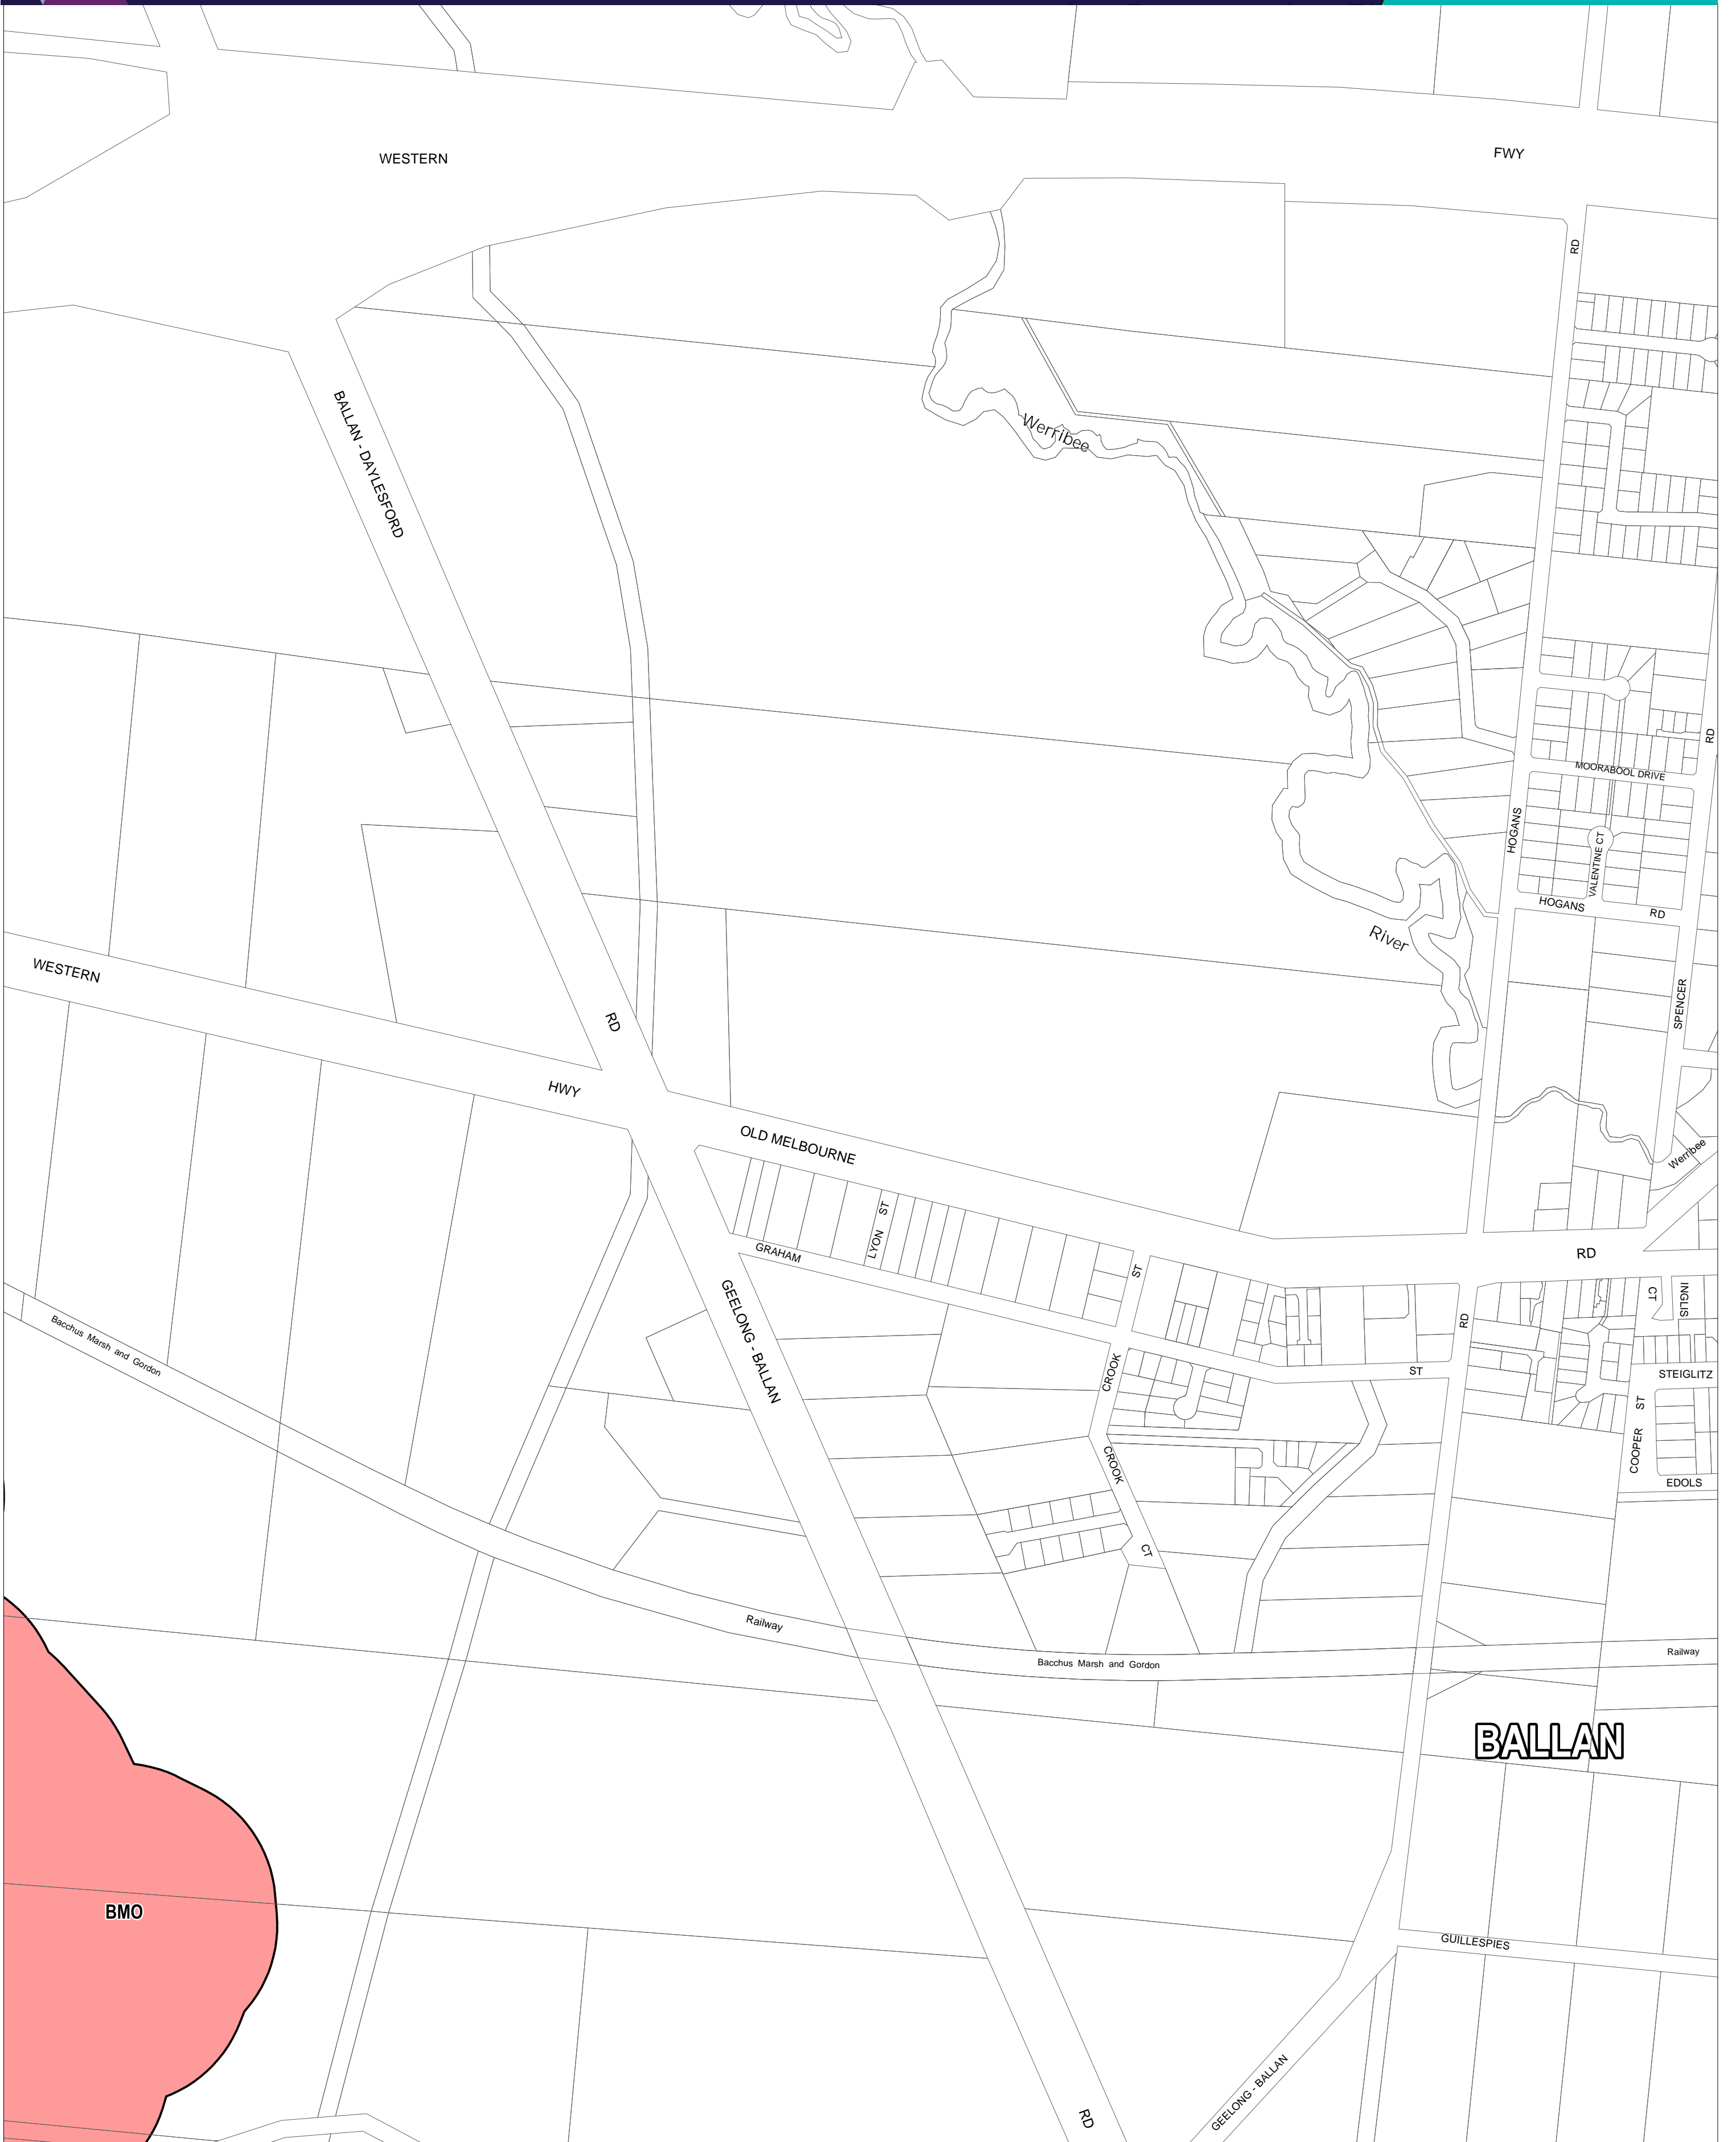 WESTERN
FWY
RD
BALLAN - DAYLESFORD
Werribee
RD
MOORABOOL DRIVE
HOGANS
VALENTINE CT
HOGANS
RD
River
WESTERN
SPENCER
RD
HWY
OLD MELBOURNE
Werribee
LYON ST
GRAHAM
RD
ST
GEELONG - BALLAN
CT
INGLIS
RD
Bacchus Marsh and Gordon
CROOK
ST
STEIGLITZ
COOPER ST
CROOK
EDOLS
CT
Railway
Bacchus Marsh and Gordon
Railway
BALLAN
BMO
GUILLESPIES
GEELONG - BALLAN
RD